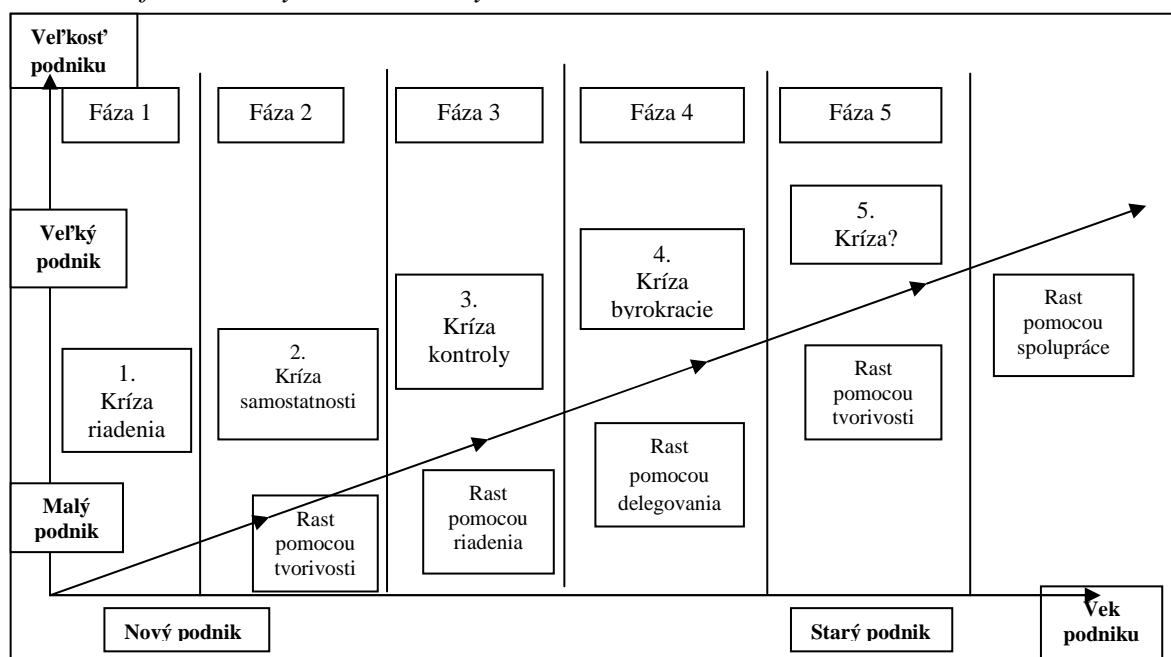 Veľkosť
podniku
Fáza 1
Fáza 2
Fáza 3
Fáza 4
Fáza 5
Veľký
podnik
5.
Kríza?
4.
Kríza
byrokracie
3.
Kríza
kontroly
Rast
pomocou
spolupráce
2.
Kríza
samostatnosti
1.
Kríza
riadenia
Rast
pomocou
tvorivosti
Rast
pomocou
delegovania
Rast
pomocou
riadenia
Malý
podnik
Rast
pomocou
tvorivosti
Nový podnik
Starý podnik
Vek
podniku